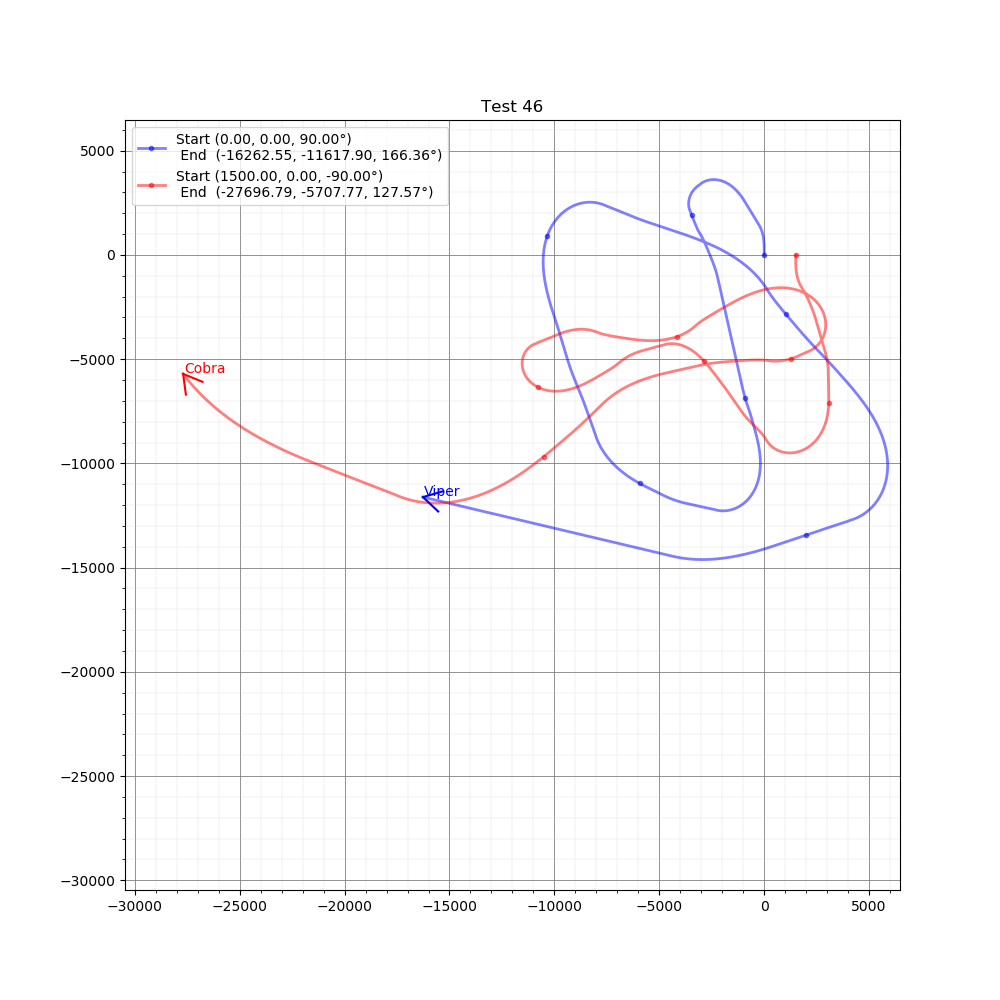 Test 46
Start (0.00, 0.00, 90.00°)
End (-16262.55, -11617.90, 166.36°)
Start (1500.00, 0.00, -90.00°)
End (-27696.79, -5707.77, 127.57°)
5000
0
−5000
−10000
−15000
−20000
−25000
−30000
Cobra
Viper
−30000 −25000 −20000 −15000 −10000 −5000 0 5000